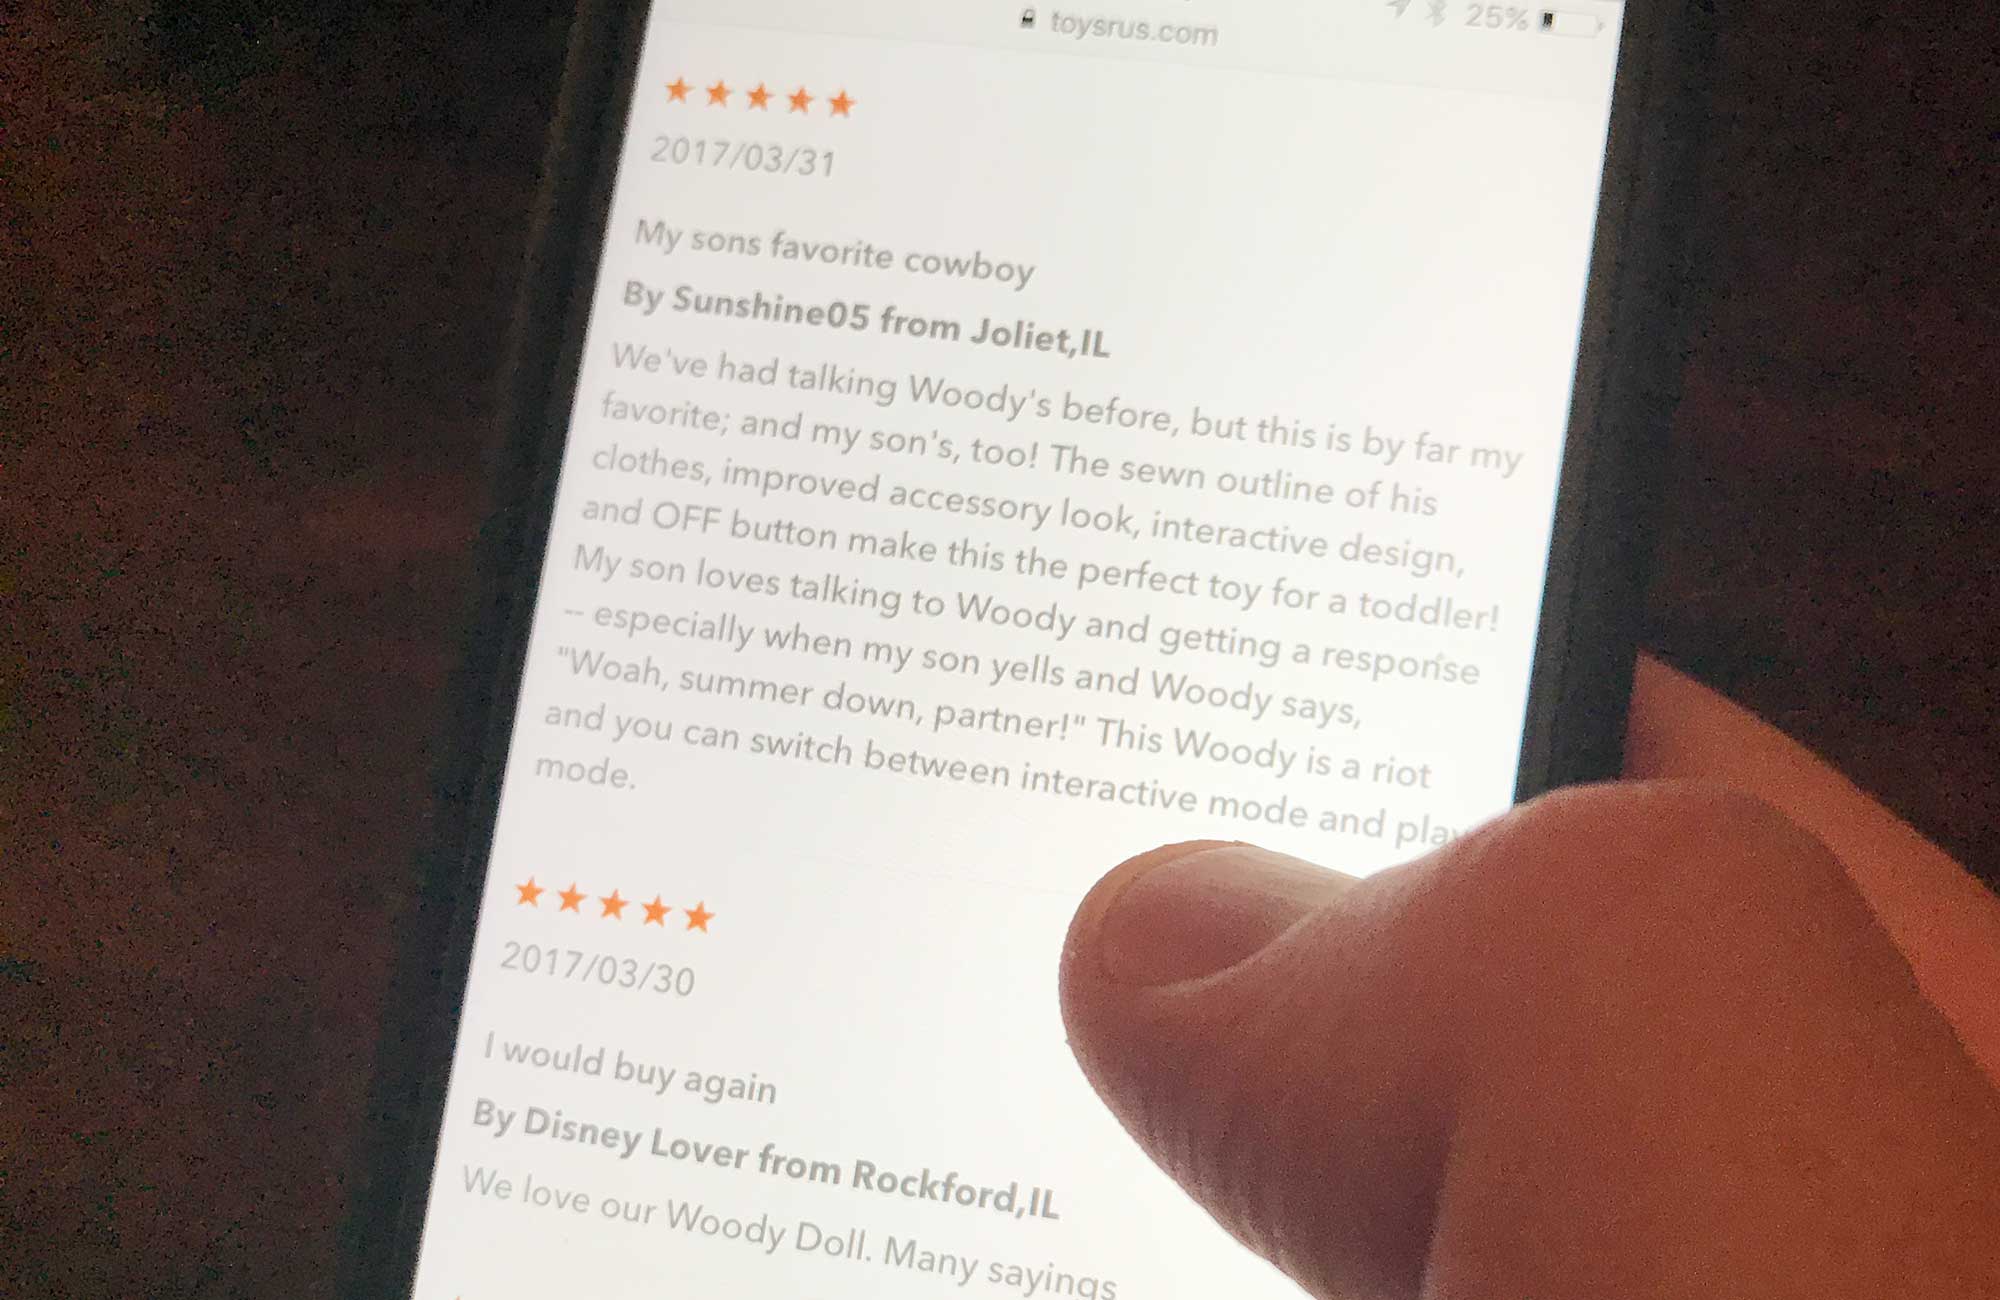 toysrus.com 25%
2017/03/31
My sons favorite cowboy
By Sunshine05 from Joliet,IL
We've had talking Woody's before, but this is by far my
favorite; and my son's, too! The sewn outline of his
clothes, improved accessory look, interactive design,
and OFF button make this the perfect toy for a toddler!
My son loves talking to Woody and getting a response
-- especially when my son yells and Woody says,
"Woah, summer down, partner!" This Woody is a riot
and you can switch between interactive mode and play
mode.
2017/03/30
I would buy again
By Disney Lover from Rockford,IL
We love our Woody Doll. Many sayings